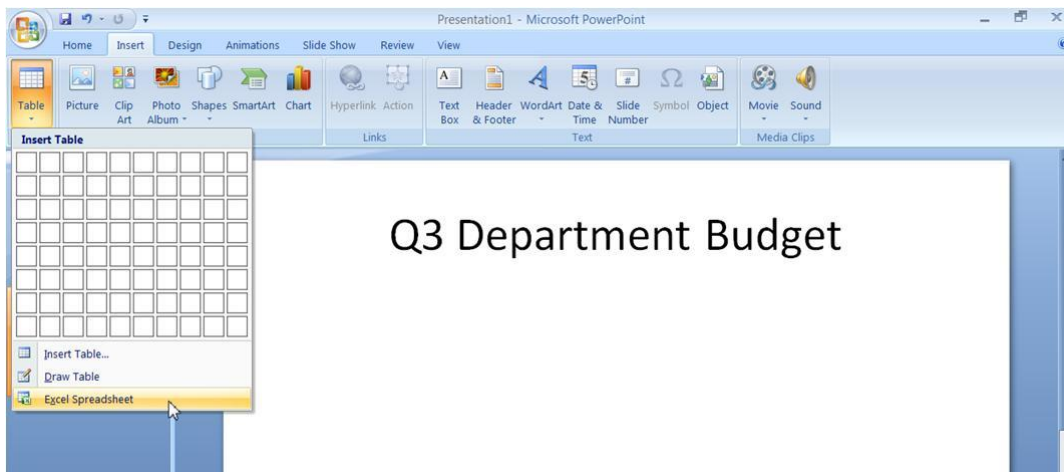 Presentation1 - Microsoft PowerPoint
Home Insert Design Animations Slide Show Review View
Table Picture Clip Art Photo Album Shapes SmartArt Chart Hyperlink Action Text Box Header & Footer WordArt Date & Time Slide Number Symbol Object Movie Sound
Links Text Media Clips
Insert Table
Q3 Department Budget
Insert Table...
Draw Table
Excel Spreadsheet